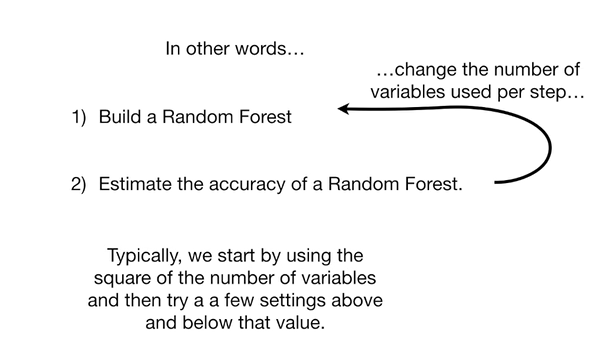 In other words…
…change the number of
variables used per step…
1) Build a Random Forest
2) Estimate the accuracy of a Random Forest.
Typically, we start by using the
square of the number of variables
and then try a a few settings above
and below that value.